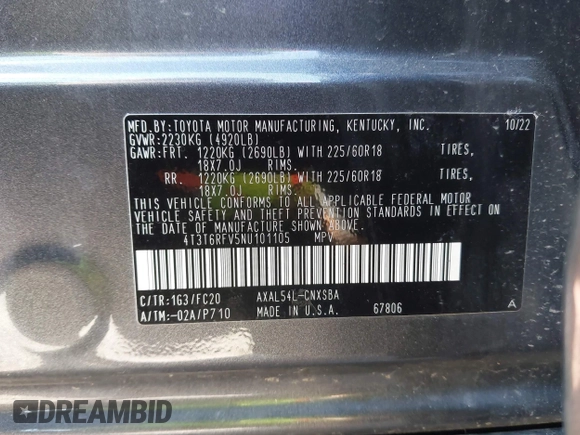 MFD.BY:TOYOTA MOTOR MANUFACTURING, KENTUCKY, INC. 10/22
GVWR:2230KG (4920LB)
GAWR:FRT. 1220KG (2690LB) WITH 225/60R18 TIRES,
18X7.0J RIMS.
RR. 1220KG (2690LB) WITH 225/60R18 TIRES,
18X7.0J RIMS.
THIS VEHICLE CONFORMS TO ALL APPLICABLE FEDERAL MOTOR
VEHICLE SAFETY AND THEFT PREVENTION STANDARDS
IN EFFECT ON THE
DATE OF MANUFACTURE SHOWN ABOVE.
4T3T6RFV5NU101105 MPV
C/TR:1G3/FC20 AXAL54L-CNXSBA
A/TM:-02A/P710 MADE IN U.S.A. 67806 A
DREAMBID